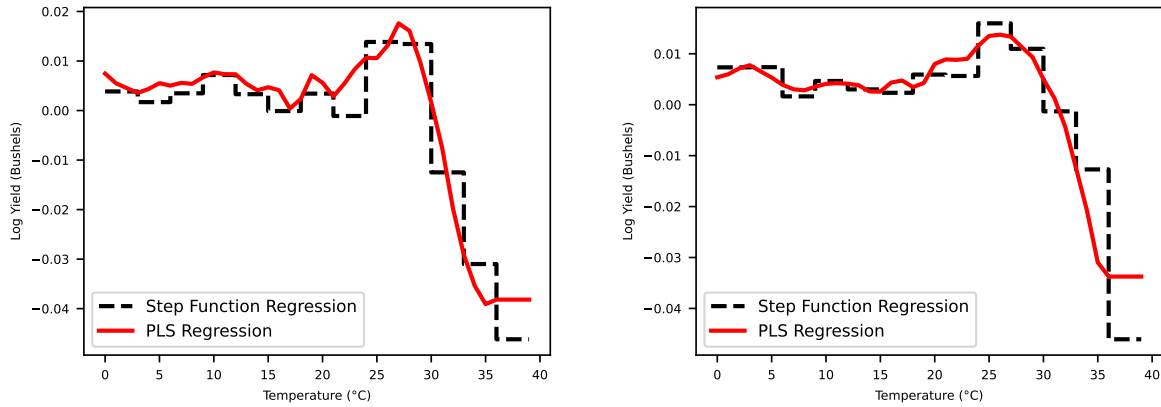 0.02
0.01
0.00
−0.01
−0.02
−0.03
−0.04
Log Yield (Bushels)
Step Function Regression
PLS Regression
0 5 10 15 20 25 30 35 40
Temperature (°C)
0.01
0.00
−0.01
−0.02
−0.03
−0.04
Log Yield (Bushels)
Step Function Regression
PLS Regression
0 5 10 15 20 25 30 35 40
Temperature (°C)